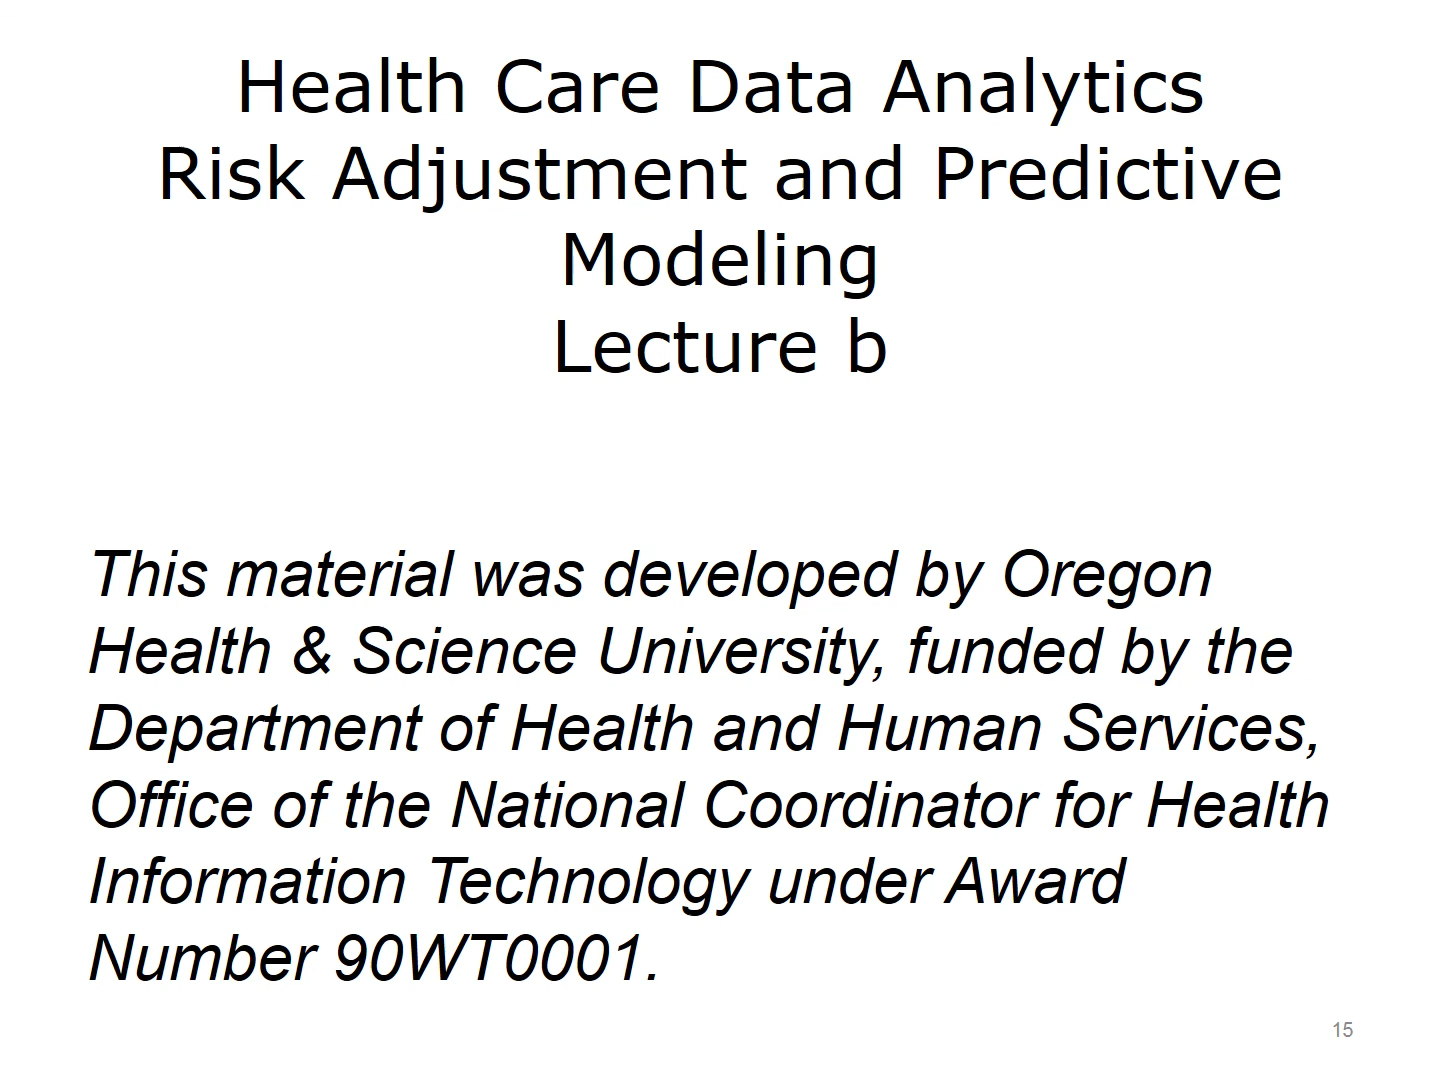 Health Care Data Analytics
Risk Adjustment and Predictive
Modeling
Lecture b
This material was developed by Oregon
Health & Science University, funded by the
Department of Health and Human Services,
Office of the National Coordinator for Health
Information Technology under Award
Number 90WT0001.
15